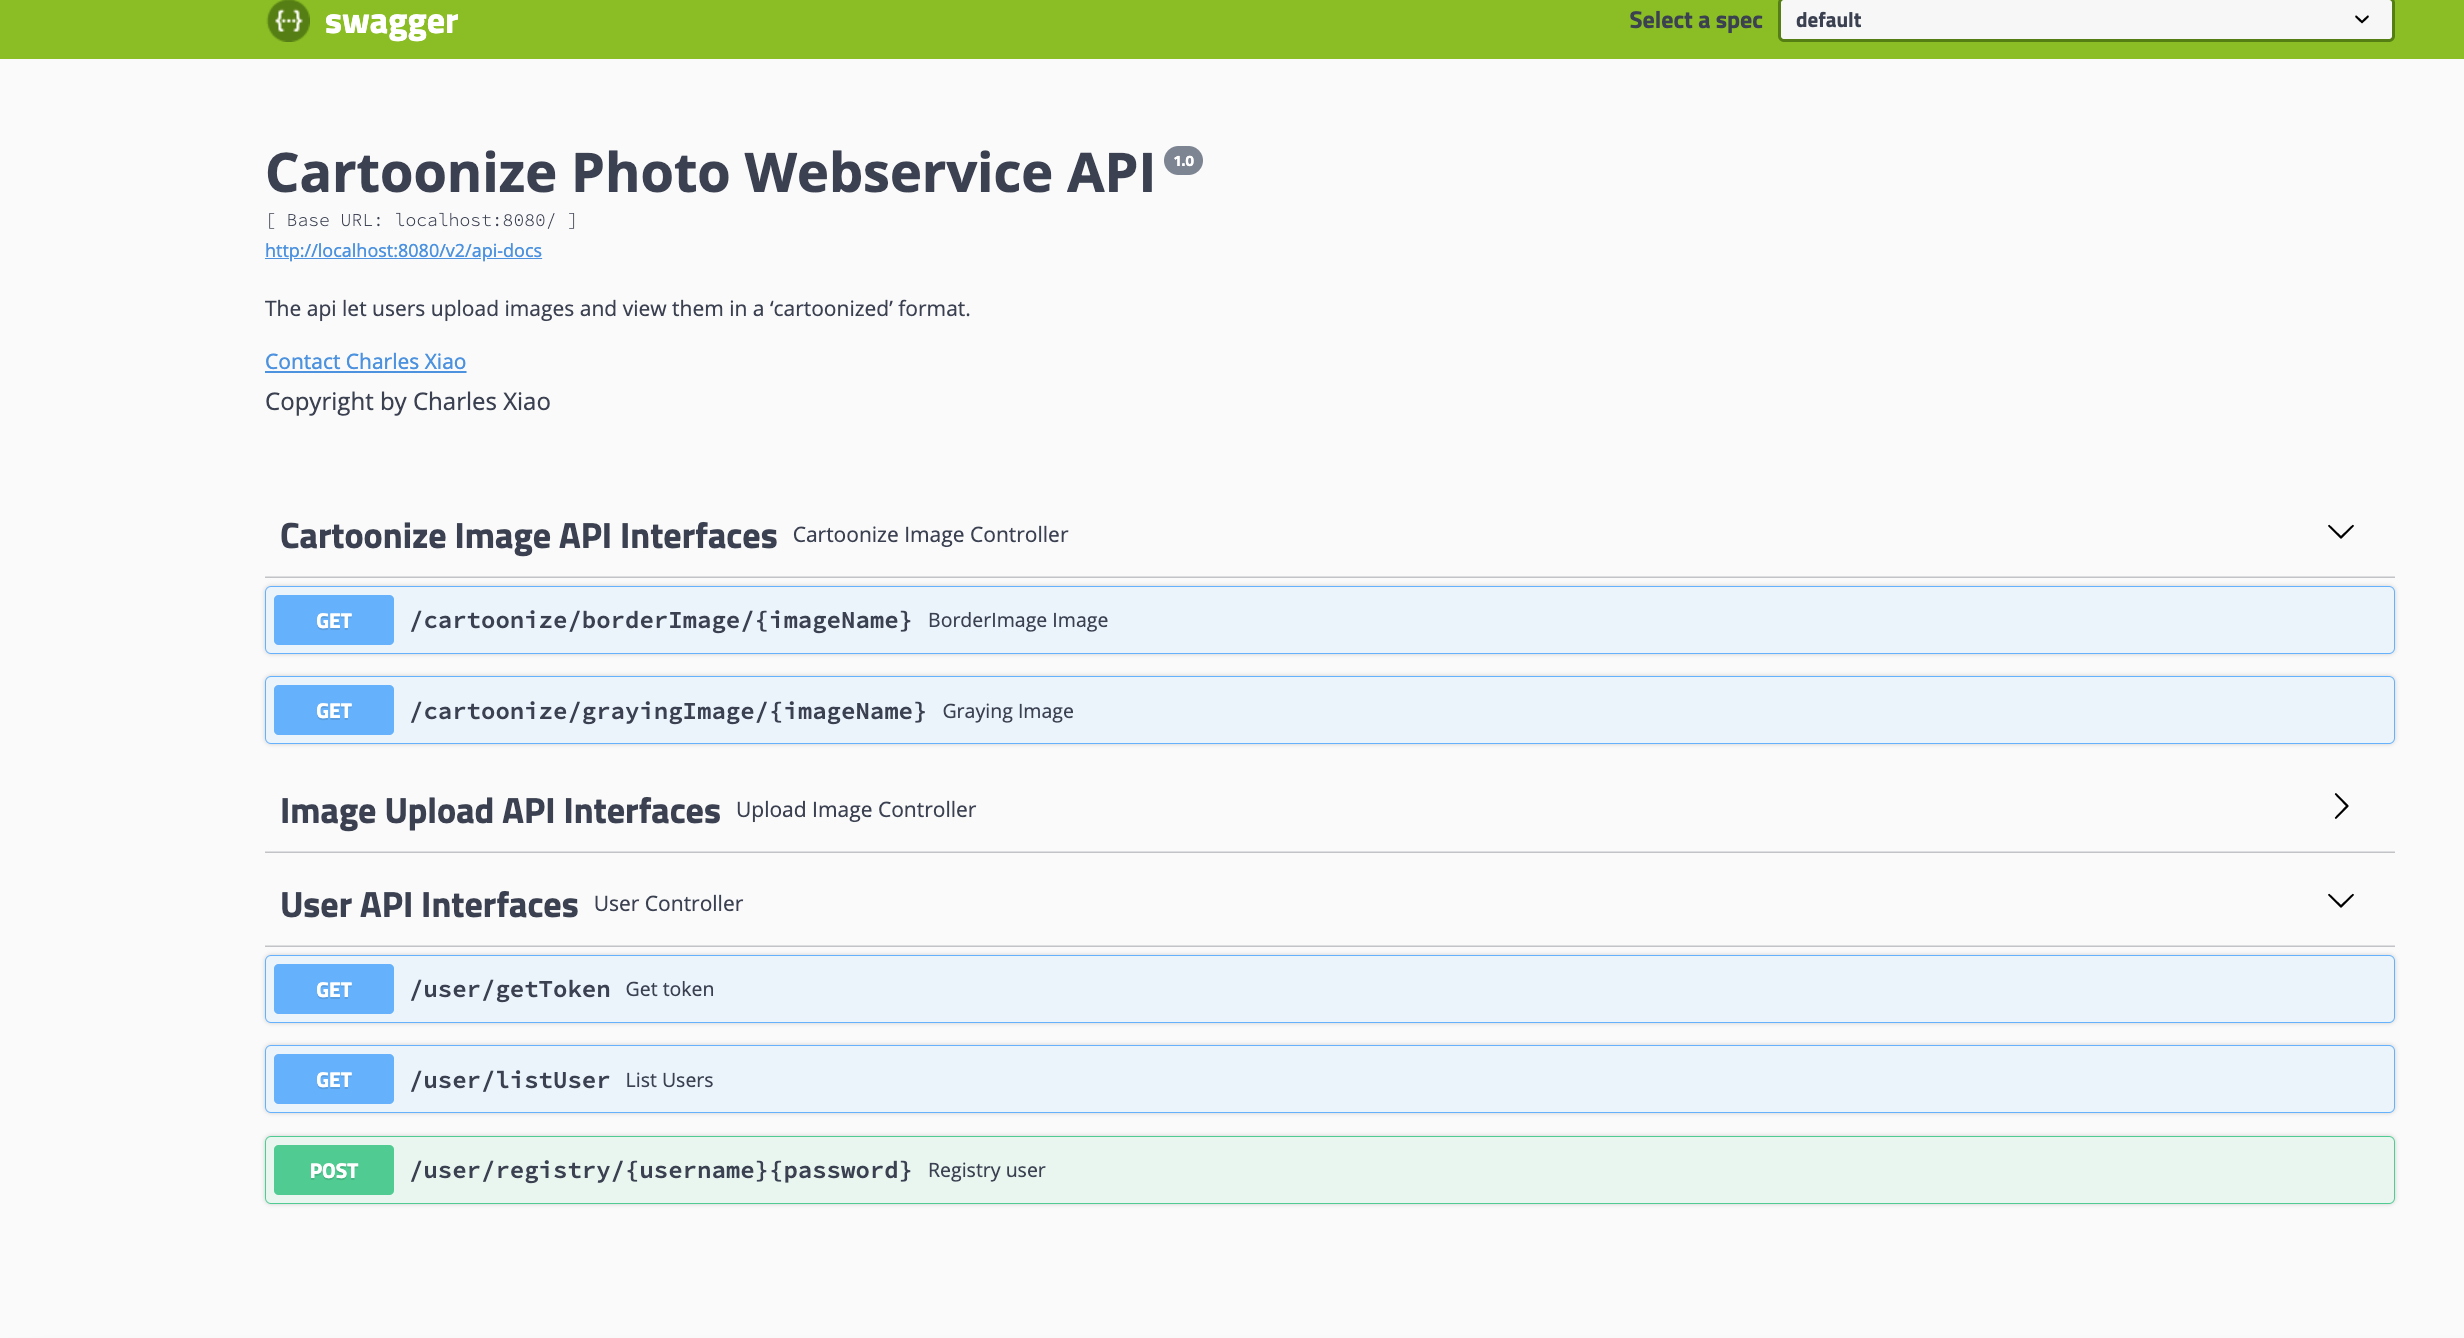 swagger
Select a spec default
Cartoonize Photo Webservice API 1.0
[ Base URL: localhost:8080/ ]
http://localhost:8080/v2/api-docs
The api let users upload images and view them in a ‘cartoonized’ format.
Contact Charles Xiao
Copyright by Charles Xiao
Cartoonize Image API Interfaces Cartoonize Image Controller
GET /cartoonize/borderImage/{imageName} BorderImage Image
GET /cartoonize/grayingImage/{imageName} Graying Image
Image Upload API Interfaces Upload Image Controller
User API Interfaces User Controller
GET /user/getToken Get token
GET /user/listUser List Users
POST /user/registry/{username}{password} Registry user